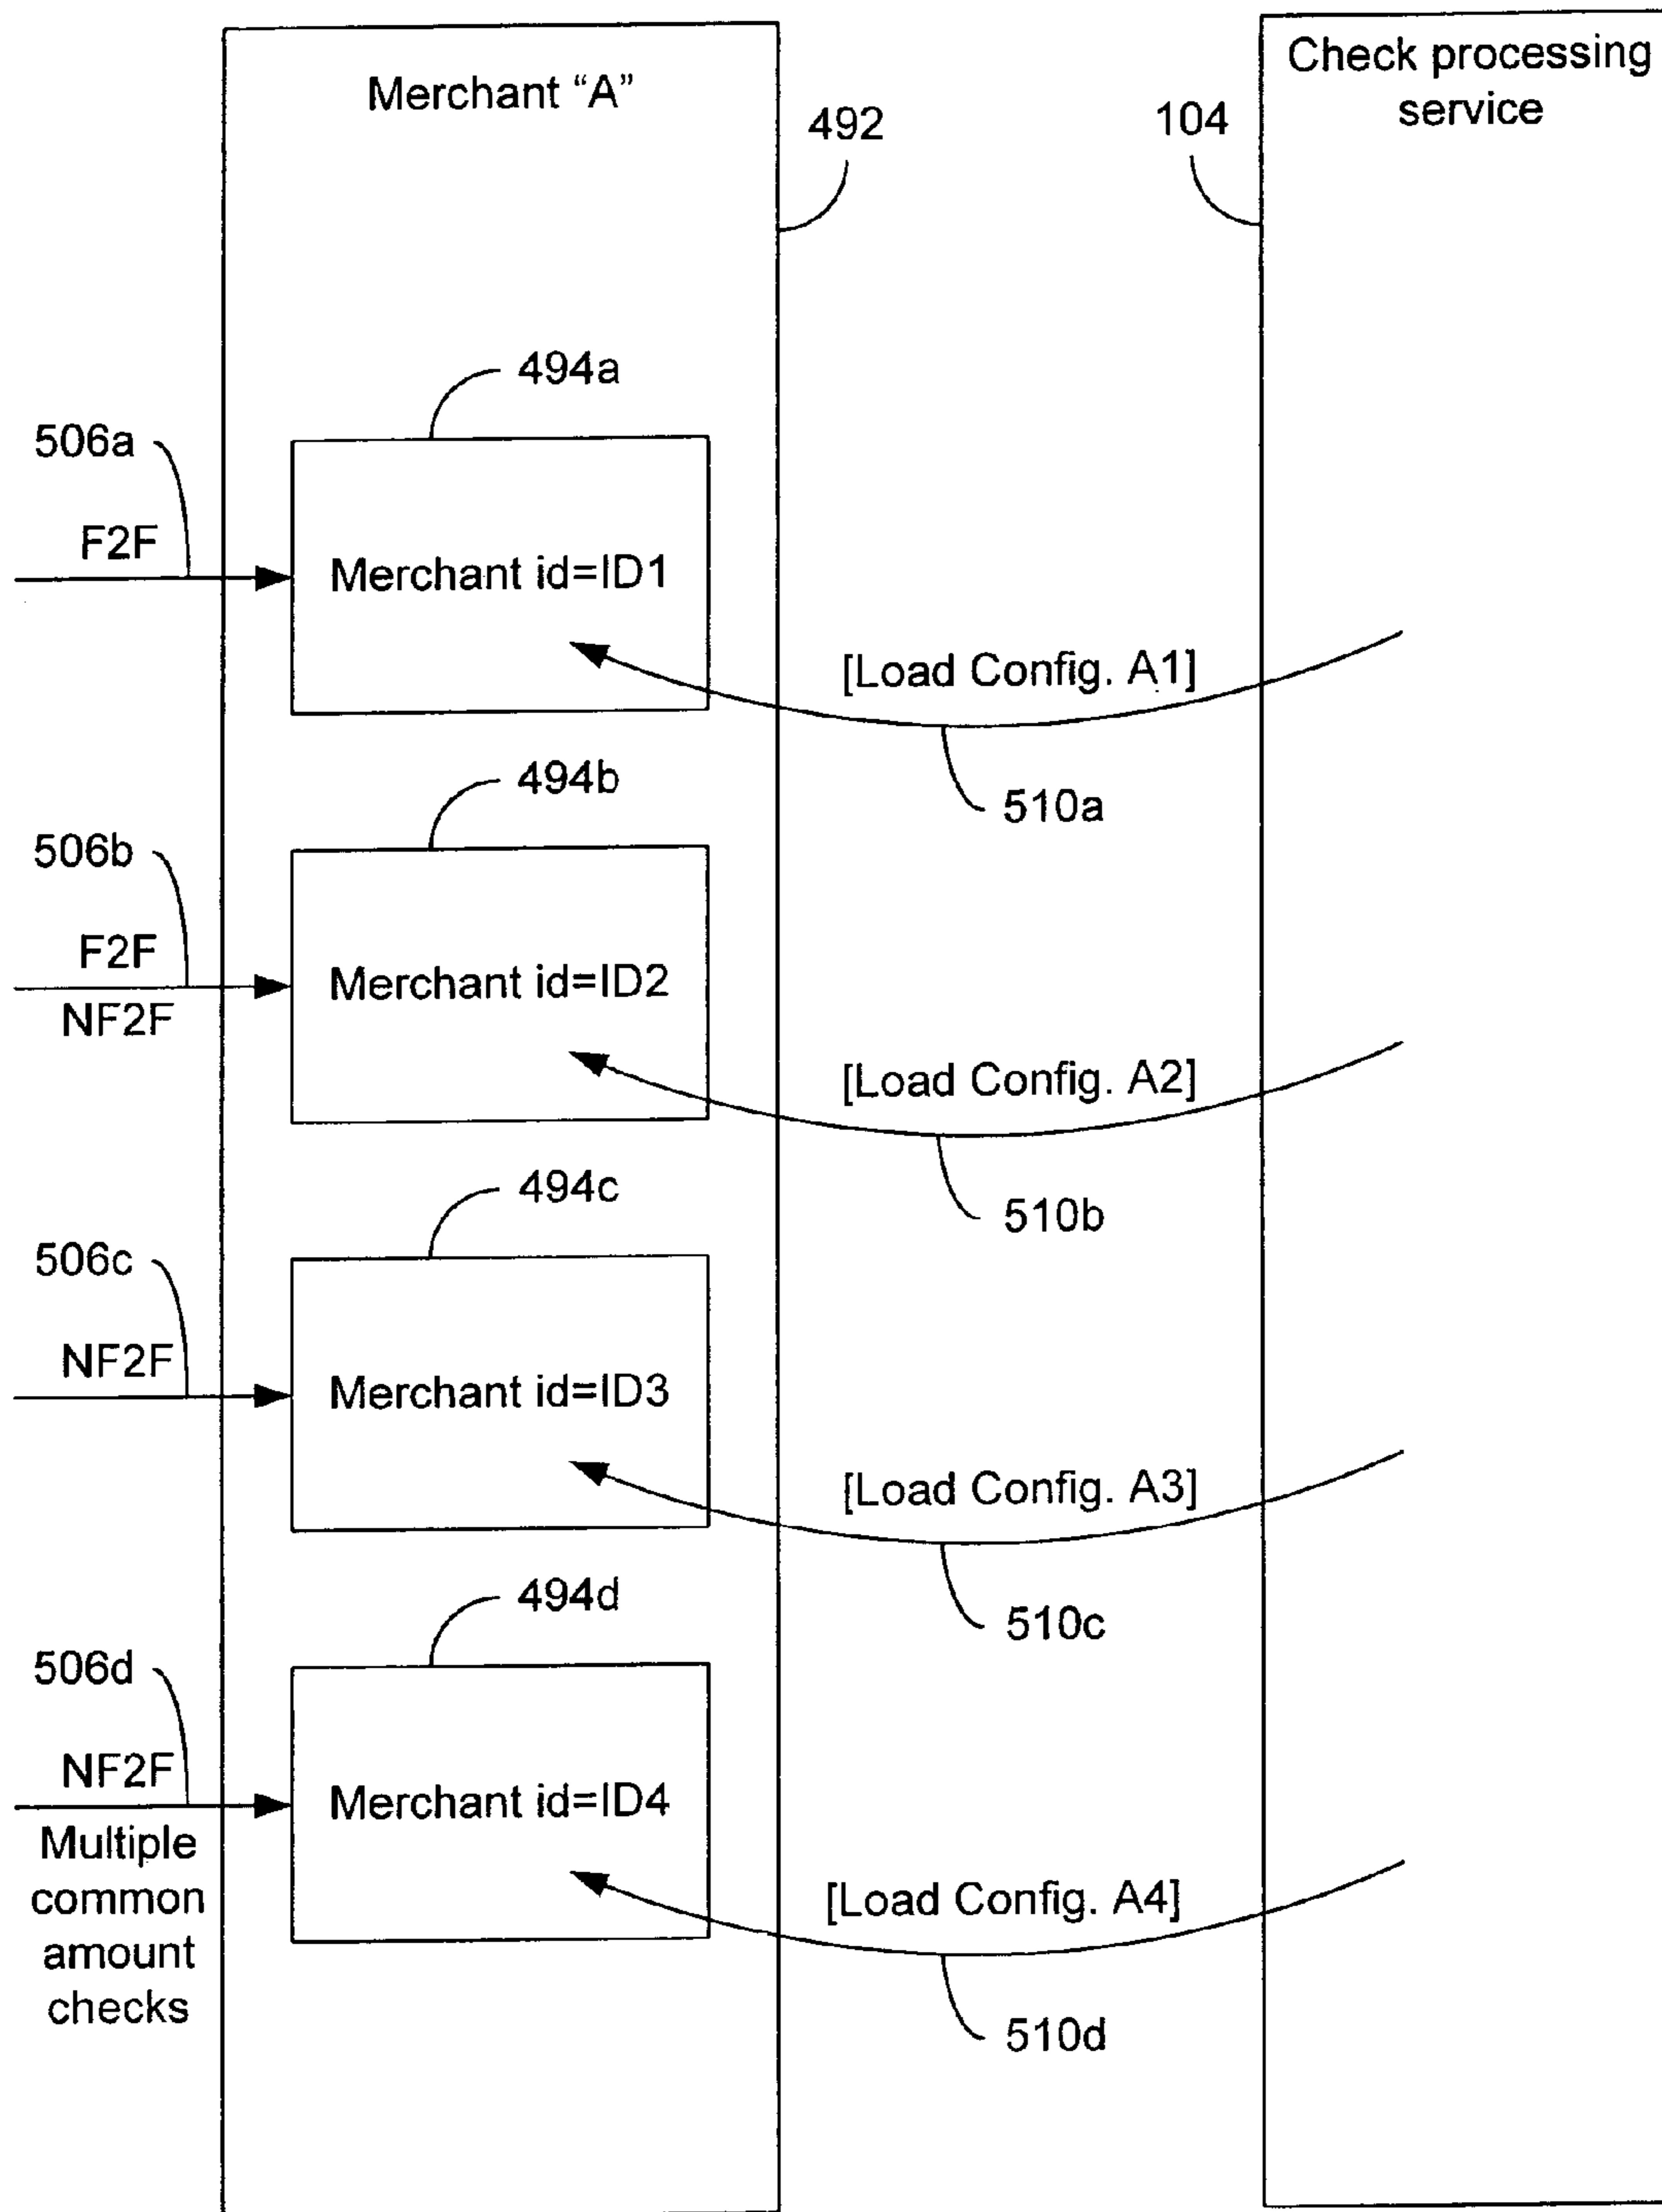 Merchant “A”
492
104
Check processing
service
494a
506a
F2F
Merchant id=ID1
[Load Config. A1]
510a
494b
506b
F2F
NF2F
Merchant id=ID2
[Load Config. A2]
510b
494c
506c
NF2F
Merchant id=ID3
[Load Config. A3]
510c
494d
506d
NF2F
Merchant id=ID4
Multiple
common
amount
checks
[Load Config. A4]
510d